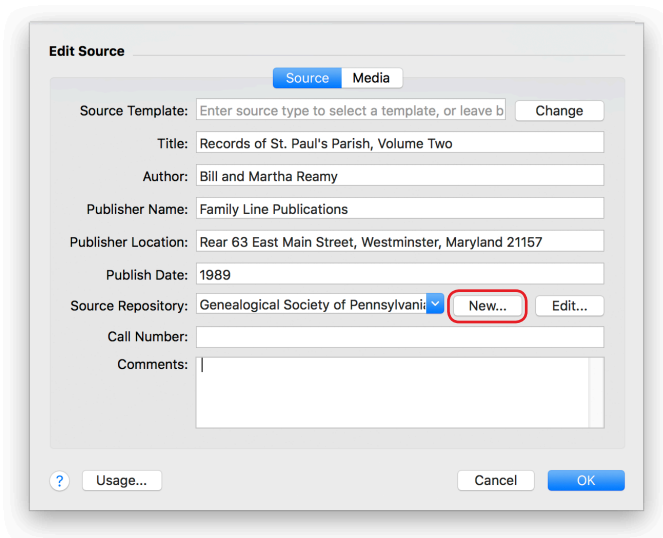 Edit Source
Source Media
Source Template: Enter source type to select a template, or leave b Change
Title: Records of St. Paul's Parish, Volume Two
Author: Bill and Martha Reamy
Publisher Name: Family Line Publications
Publisher Location: Rear 63 East Main Street, Westminster, Maryland 21157
Publish Date: 1989
Source Repository: Genealogical Society of Pennsylvania New... Edit...
Call Number:
Comments:
? Usage... Cancel OK